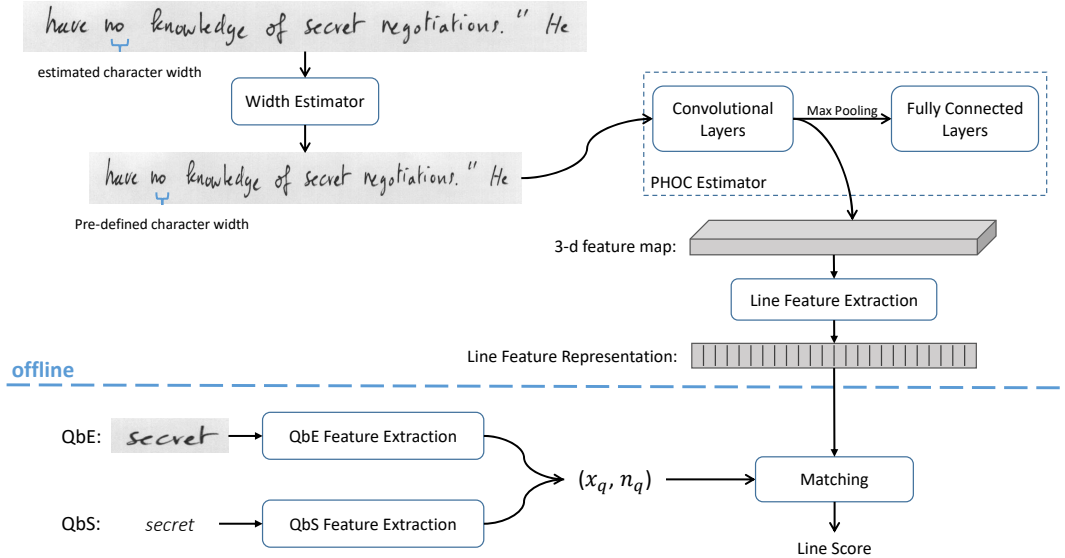 have no knowledge of secret negotiations." He
estimated character width
Width Estimator
have no knowledge of secret negotiations." He
Pre-defined character width
Convolutional
Layers
Max Pooling
Fully Connected
Layers
PHOC Estimator
3-d feature map:
Line Feature Extraction
Line Feature Representation:
offline
QbE:
secret
QbE Feature Extraction
(x_q, n_q)
Matching
QbS:
secret
QbS Feature Extraction
Line Score